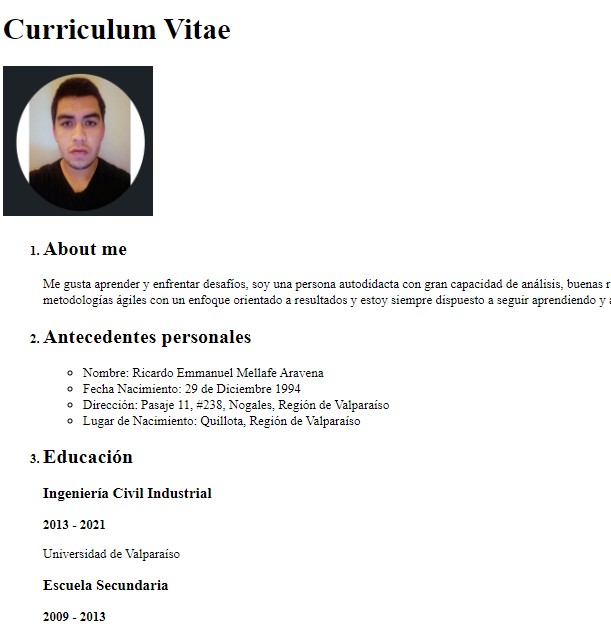 Curriculum Vitae
1. About me
Me gusta aprender y enfrentar desafíos, soy una persona autodidacta con gran capacidad de análisis, buenas
metodologías ágiles con un enfoque orientado a resultados y estoy siempre dispuesto a seguir aprendiendo y
2. Antecedentes personales
Nombre: Ricardo Emmanuel Mellafe Aravena
Fecha Nacimiento: 29 de Diciembre 1994
Dirección: Pasaje 11, #238, Nogales, Región de Valparaíso
Lugar de Nacimiento: Quillota, Región de Valparaíso
3. Educación
Ingeniería Civil Industrial
2013 - 2021
Universidad de Valparaíso
Escuela Secundaria
2009 - 2013